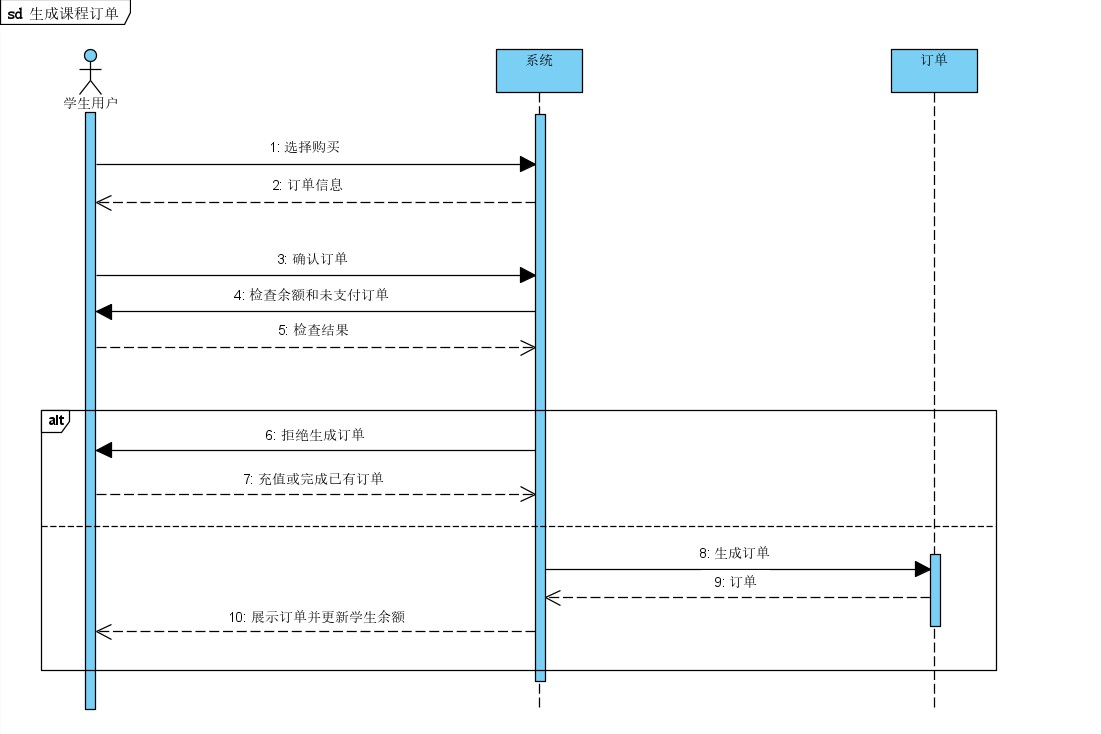 sd 生成课程订单
系统
订单
学生用户
1: 选择购买
2: 订单信息
3: 确认订单
4: 检查余额和未支付订单
5: 检查结果
alt
6: 拒绝生成订单
7: 充值或完成已有订单
8: 生成订单
9: 订单
10: 展示订单并更新学生余额